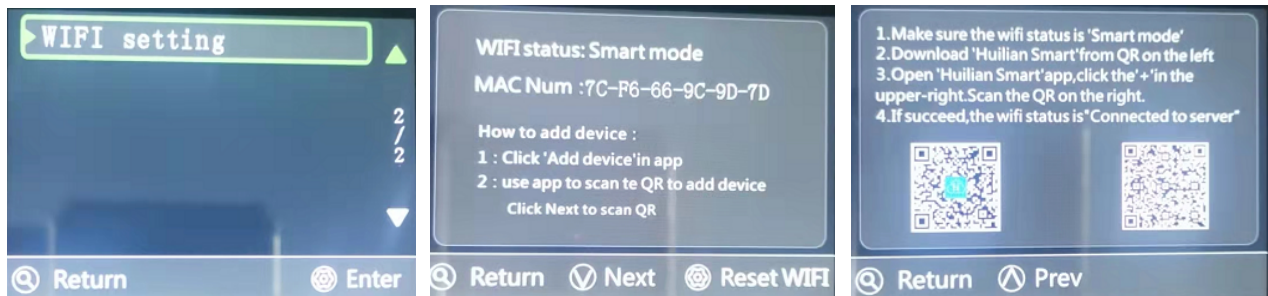 WIFI setting
2
/
2
Return Enter
WIFI status: Smart mode
MAC Num :7C-F6-66-9C-9D-7D
How to add device :
1 : Click 'Add device'in app
2 : use app to scan te QR to add device
Click Next to scan QR
Return Next Reset WIFI
1.Make sure the wifi status is 'Smart mode'
2.Download 'Huilian Smart'from QR on the left
3.Open 'Huilian Smart'app,click the'+'in the
upper-right.Scan the QR on the right.
4.If succeed,the wifi status is"Connected to server"
Return Prev